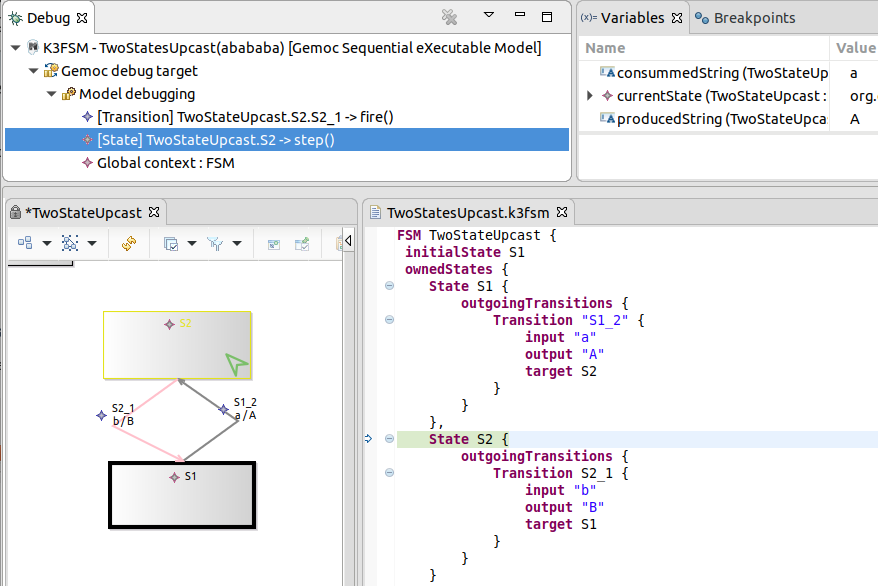 Debug
K3FSM - TwoStatesUpcast(abababa) [Gemoc Sequential eXecutable Model]
Gemoc debug target
Model debugging
[Transition] TwoStateUpcast.S2.S2_1 -> fire()
[State] TwoStateUpcast.S2 -> step()
Global context : FSM
(x)= Variables
Breakpoints
Name Value
consummedString (TwoStateUp a
currentState (TwoStateUpcast : org.
producedString (TwoStateUpca: A
*TwoStateUpcast
S2
S2_1
b/B
S1_2
a/A
S1
TwoStatesUpcast.k3fsm
FSM TwoStateUpcast {
initialState S1
ownedStates {
State S1 {
outgoingTransitions {
Transition "S1_2" {
input "a"
output "A"
target S2
}
}
},
State S2 {
outgoingTransitions {
Transition S2_1 {
input "b"
output "B"
target S1
}
}
}